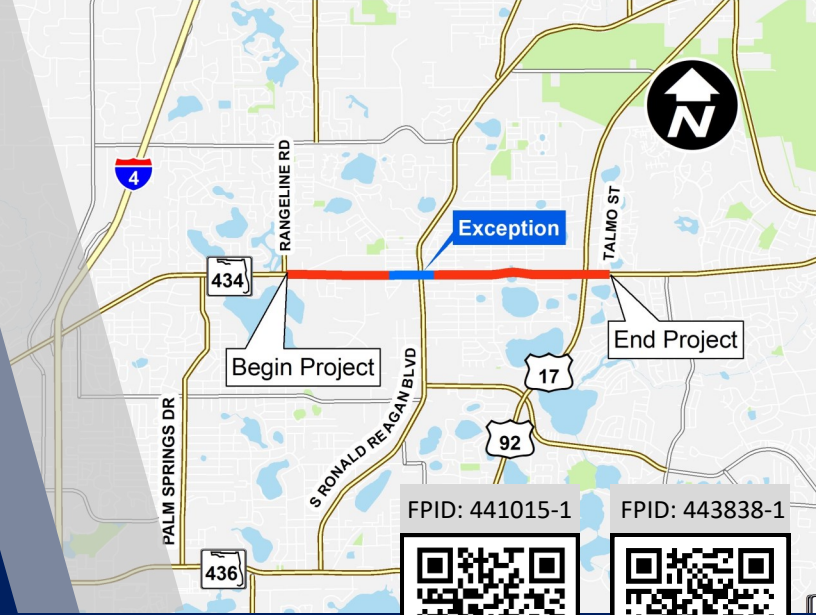 N
4
RANGELINE RD
TALMO ST
Exception
434
Begin Project
End Project
17
S RONALD REAGAN BLVD
PALM SPRINGS DR
92
436
FPID: 441015-1
FPID: 443838-1